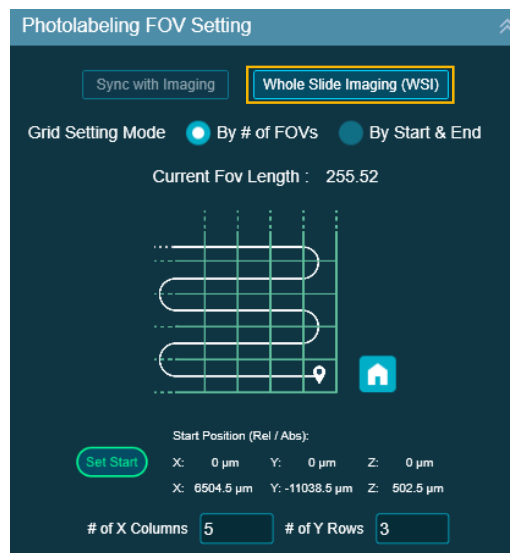 Photolabeling FOV Setting
Sync with Imaging Whole Slide Imaging (WSI)
Grid Setting Mode By # of FOVs By Start & End
Current Fov Length : 255.52
Start Position (Rel / Abs):
Set Start X: 0 µm Y: 0 µm Z: 0 µm
X: 6504.5 µm Y: -11038.5 µm Z: 502.5 µm
# of X Columns 5 # of Y Rows 3